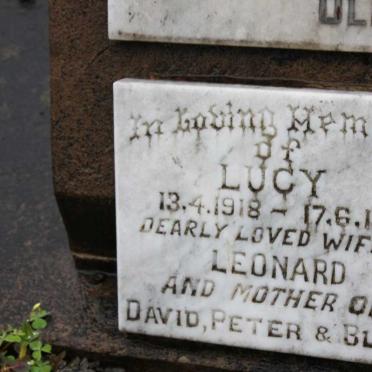 In Loving Mem
of
LUCY
13.4.1918 - 17.6.1
DEARLY LOVED WIF
LEONARD
AND MOTHER O
DAVID, PETER & B